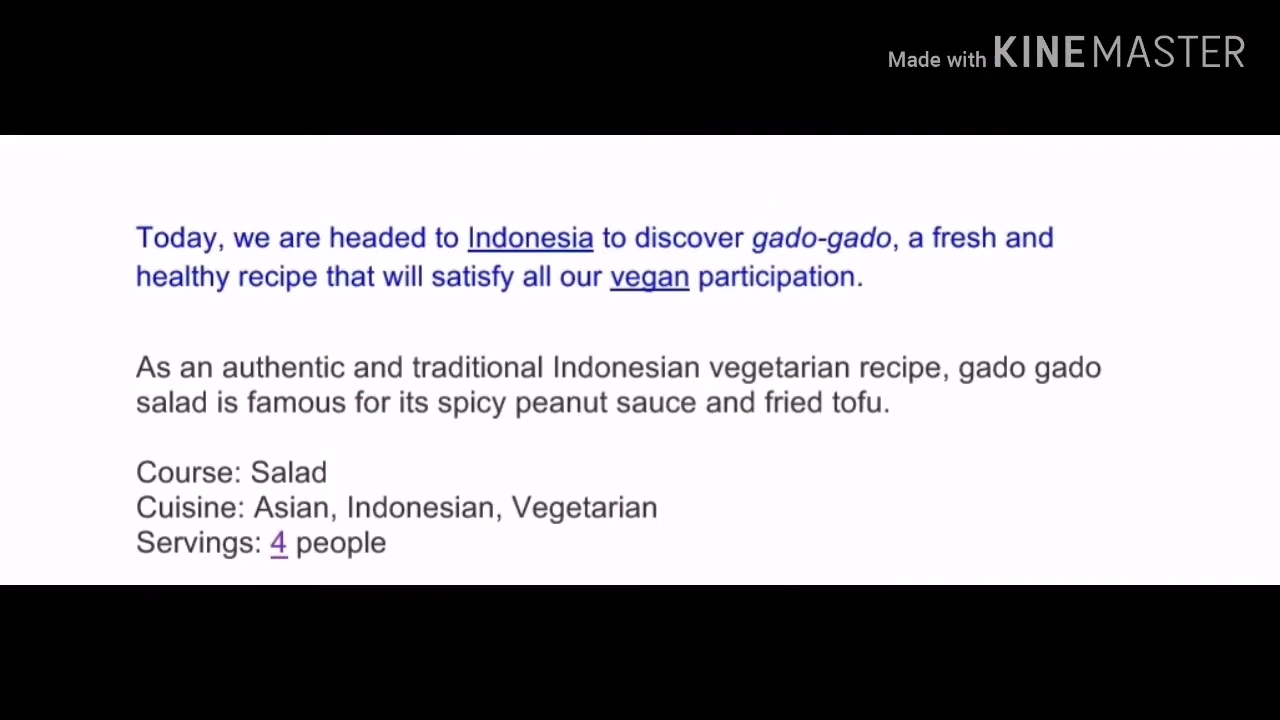 Made with KINEMASTER
Today, we are headed to Indonesia to discover gado-gado, a fresh and
healthy recipe that will satisfy all our vegan participation.
As an authentic and traditional Indonesian vegetarian recipe, gado gado
salad is famous for its spicy peanut sauce and fried tofu.
Course: Salad
Cuisine: Asian, Indonesian, Vegetarian
Servings: 4 people